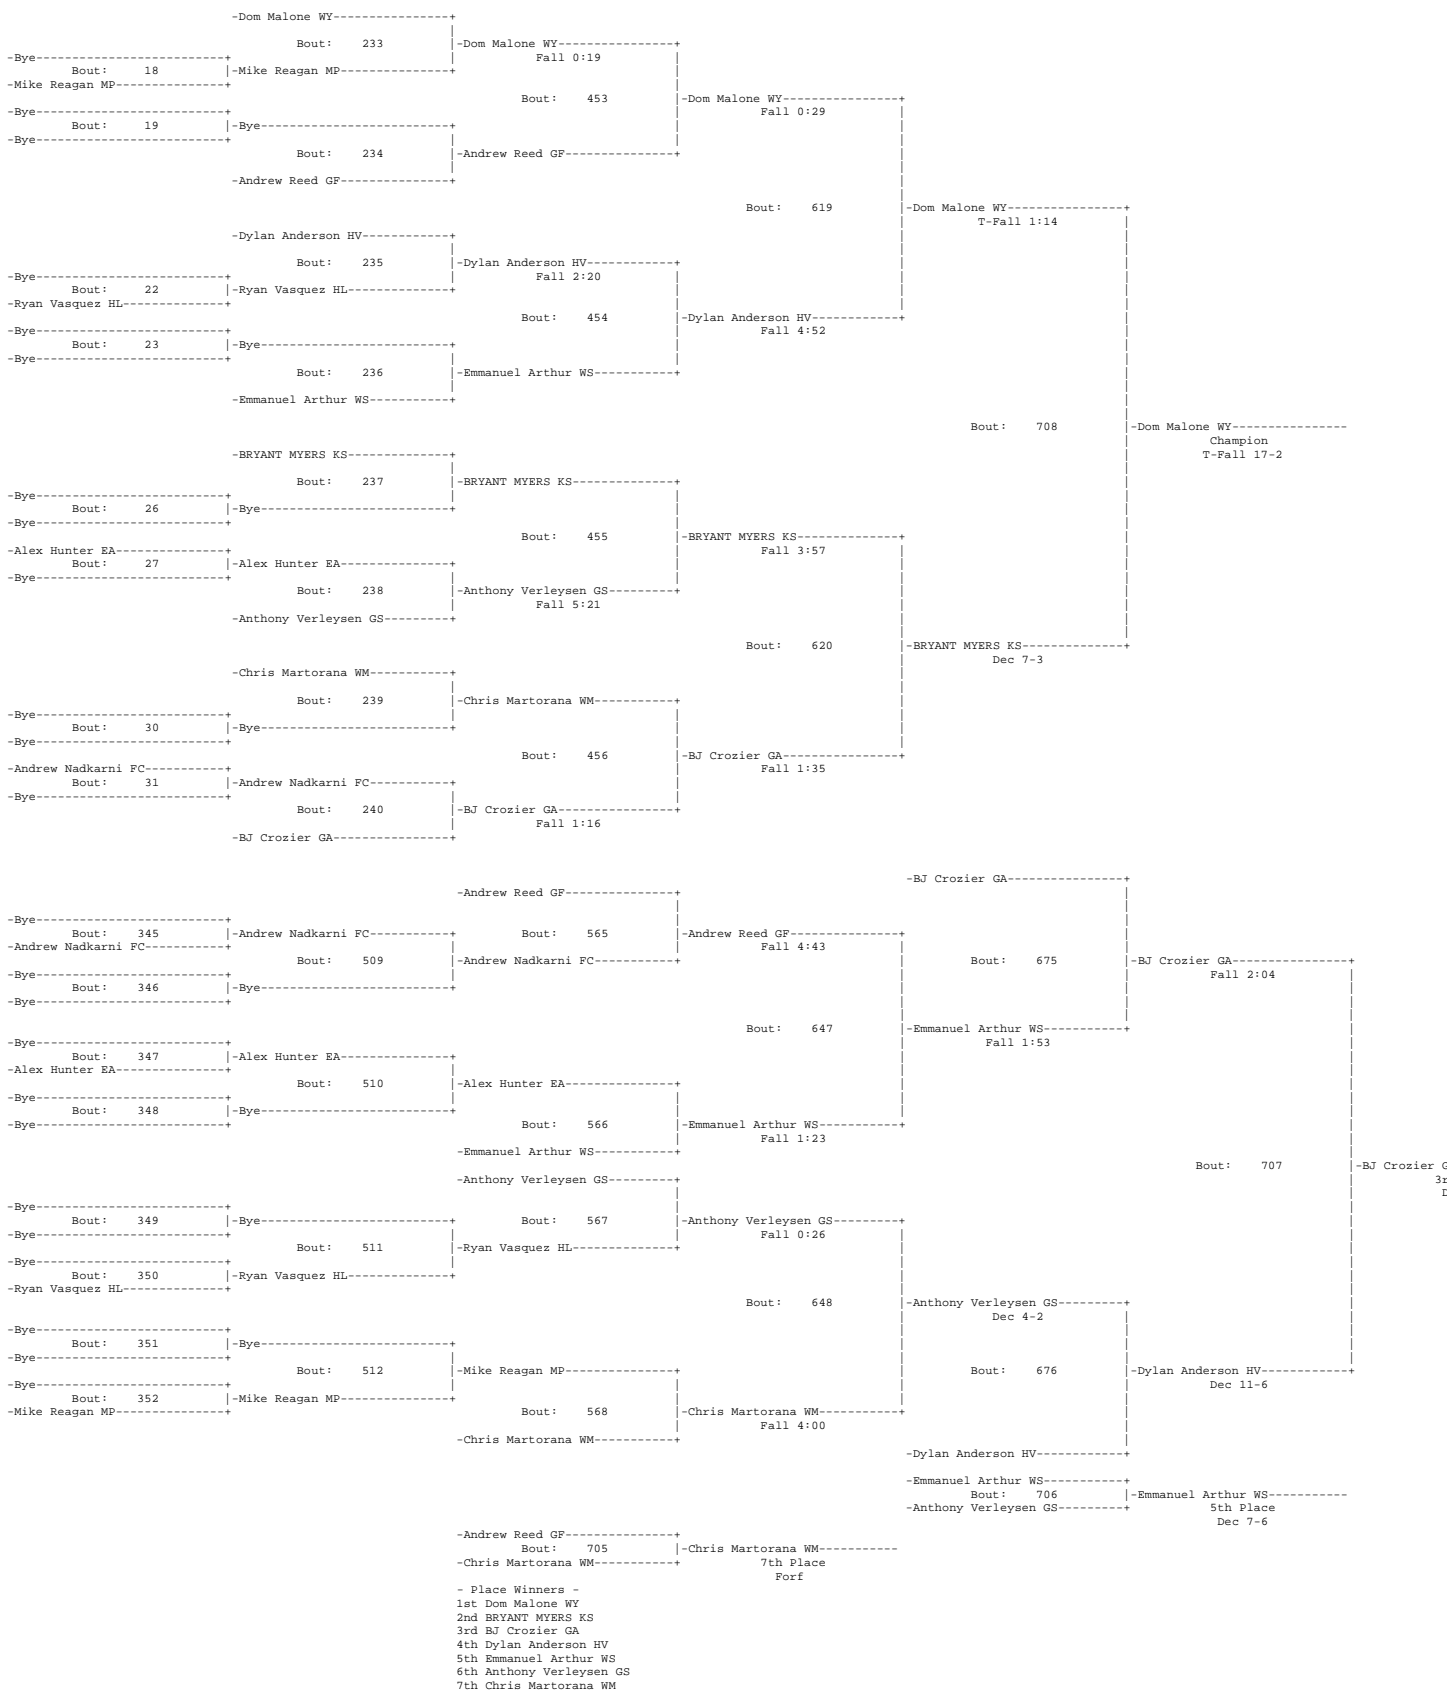 -Dom Malone WY----------------+
Bout: 233 |-Dom Malone WY----------------+
-Bye--------------------------+ Fall 0:19
Bout: 18 |-Mike Reagan MP---------------+
-Mike Reagan MP---------------+
Bout: 453 |-Dom Malone WY----------------+
-Bye--------------------------+ Fall 0:29
Bout: 19 |-Bye--------------------------+
-Bye--------------------------+
Bout: 234 |-Andrew Reed GF---------------+
-Andrew Reed GF---------------+
Bout: 619 |-Dom Malone WY----------------+
T-Fall 1:14
-Dylan Anderson HV------------+
Bout: 235 |-Dylan Anderson HV------------+
-Bye--------------------------+ Fall 2:20
Bout: 22 |-Ryan Vasquez HL--------------+
-Ryan Vasquez HL--------------+
Bout: 454 |-Dylan Anderson HV------------+
-Bye--------------------------+ Fall 4:52
Bout: 23 |-Bye--------------------------+
-Bye--------------------------+
Bout: 236 |-Emmanuel Arthur WS-----------+
-Emmanuel Arthur WS-----------+
Bout: 708 |-Dom Malone WY----------------
Champion
-BRYANT MYERS KS--------------+ T-Fall 17-2
Bout: 237 |-BRYANT MYERS KS--------------+
-Bye--------------------------+
Bout: 26 |-Bye--------------------------+
-Bye--------------------------+
Bout: 455 |-BRYANT MYERS KS--------------+
-Alex Hunter EA---------------+ Fall 3:57
Bout: 27 |-Alex Hunter EA---------------+
-Bye--------------------------+
Bout: 238 |-Anthony Verleysen GS---------+
Fall 5:21
-Anthony Verleysen GS---------+
Bout: 620 |-BRYANT MYERS KS--------------+
Dec 7-3
-Chris Martorana WM-----------+
Bout: 239 |-Chris Martorana WM-----------+
-Bye--------------------------+
Bout: 30 |-Bye--------------------------+
-Bye--------------------------+
Bout: 456 |-BJ Crozier GA----------------+
-Andrew Nadkarni FC-----------+ Fall 1:35
Bout: 31 |-Andrew Nadkarni FC-----------+
-Bye--------------------------+
Bout: 240 |-BJ Crozier GA----------------+
Fall 1:16
-BJ Crozier GA----------------+
-BJ Crozier GA----------------+
-Andrew Reed GF---------------+
-Bye--------------------------+
Bout: 345 |-Andrew Nadkarni FC-----------+ Bout: 565 |-Andrew Reed GF---------------+
-Andrew Nadkarni FC-----------+ Fall 4:43
Bout: 509 |-Andrew Nadkarni FC-----------+ Bout: 675 |-BJ Crozier GA----------------+
-Bye--------------------------+ Fall 2:04
Bout: 346 |-Bye--------------------------+
-Bye--------------------------+
Bout: 647 |-Emmanuel Arthur WS-----------+
-Bye--------------------------+ Fall 1:53
Bout: 347 |-Alex Hunter EA---------------+
-Alex Hunter EA---------------+
Bout: 510 |-Alex Hunter EA---------------+
-Bye--------------------------+
Bout: 348 |-Bye--------------------------+
-Bye--------------------------+ Bout: 566 |-Emmanuel Arthur WS-----------+
Fall 1:23
-Emmanuel Arthur WS-----------+
Bout: 707 |-BJ Crozier
-Anthony Verleysen GS---------+
-Bye--------------------------+
Bout: 349 |-Bye--------------------------+ Bout: 567 |-Anthony Verleysen GS---------+
-Bye--------------------------+ Fall 0:26
Bout: 511 |-Ryan Vasquez HL--------------+
-Bye--------------------------+
Bout: 350 |-Ryan Vasquez HL--------------+
-Ryan Vasquez HL--------------+
Bout: 648 |-Anthony Verleysen GS---------+
Dec 4-2
-Bye--------------------------+
Bout: 351 |-Bye--------------------------+
-Bye--------------------------+
Bout: 512 |-Mike Reagan MP---------------+ Bout: 676 |-Dylan Anderson HV------------+
-Bye--------------------------+ Dec 11-6
Bout: 352 |-Mike Reagan MP---------------+
-Mike Reagan MP---------------+ Bout: 568 |-Chris Martorana WM-----------+
Fall 4:00
-Chris Martorana WM-----------+
-Dylan Anderson HV------------+
-Emmanuel Arthur WS-----------+
Bout: 706 |-Emmanuel Arthur WS-----------
-Anthony Verleysen GS---------+ 5th Place
Dec 7-6
-Andrew Reed GF---------------+
Bout: 705 |-Chris Martorana WM-----------
-Chris Martorana WM-----------+ 7th Place
Forf
- Place Winners -
1st Dom Malone WY
2nd BRYANT MYERS KS
3rd BJ Crozier GA
4th Dylan Anderson HV
5th Emmanuel Arthur WS
6th Anthony Verleysen GS
7th Chris Martorana WM